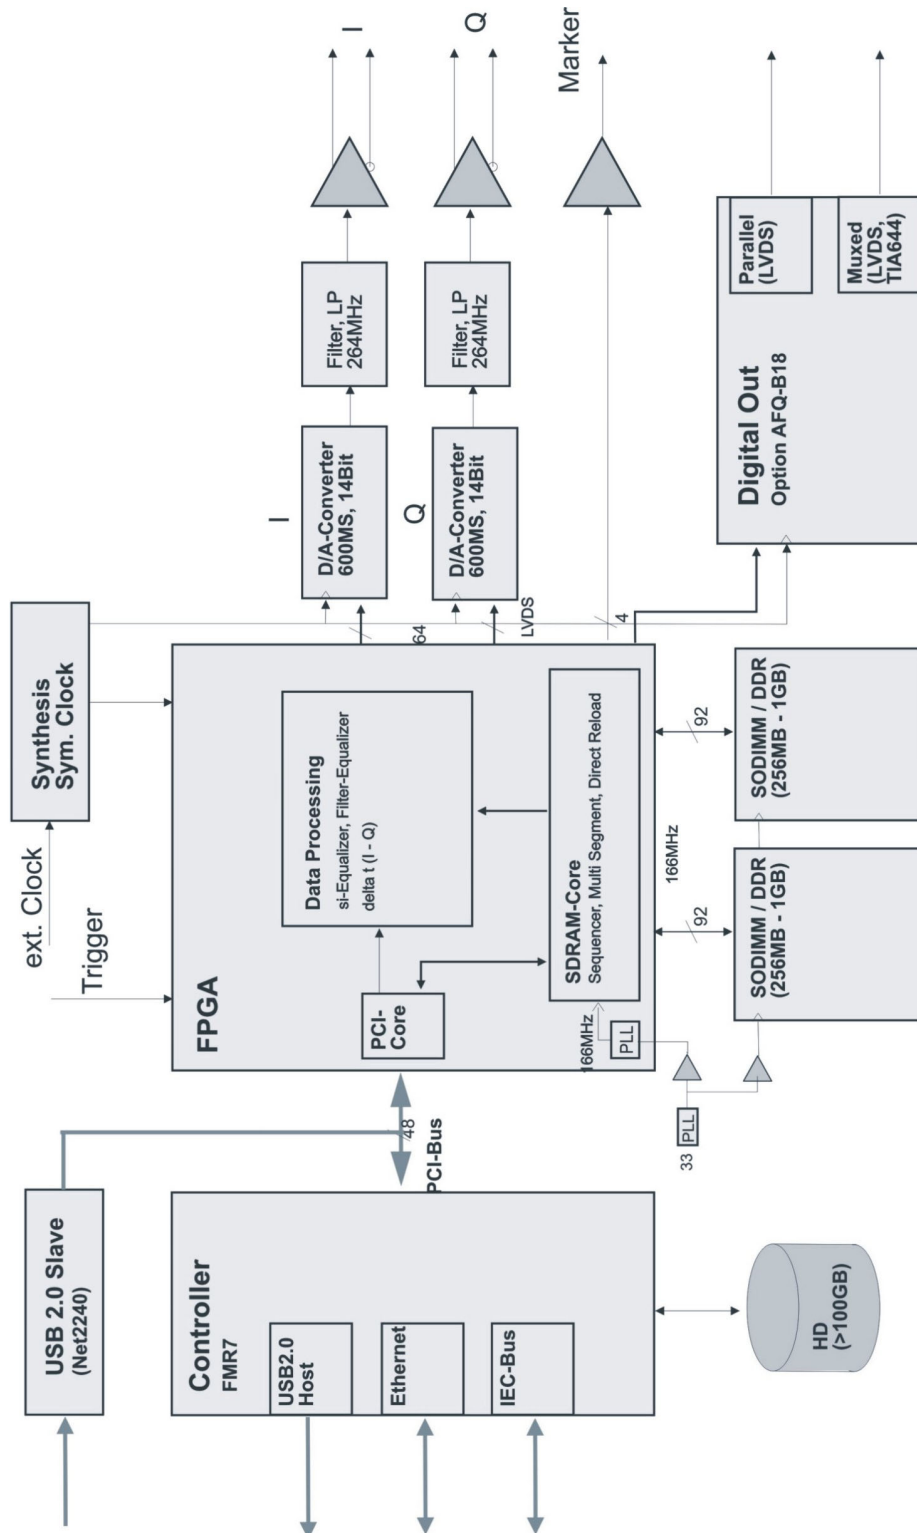 USB 2.0 Slave
(Net2240)
Controller
FMR7
USB2.0
Host
Ethernet
IEC-Bus
HD
(>100GB)
48
PCI-Bus
33
PLL
ext. Clock
Trigger
Synthesis
Sym. Clock
FPGA
PCI-
Core
Data Processing
si-Equalizer, Filter-Equalizer
delta t (I - Q)
SDRAM-Core
Sequencer, Multi Segment, Direct Reload
166MHz
PLL
166MHz
92
92
SODIMM / DDR
(256MB - 1GB)
SODIMM / DDR
(256MB - 1GB)
64
LVDS
4
I
D/A-Converter
600MS, 14Bit
Q
D/A-Converter
600MS, 14Bit
Filter, LP
264MHz
Filter, LP
264MHz
I
Q
Marker
Digital Out
Option AFQ-B18
Parallel
(LVDS)
Muxed
(LVDS,
TIA644)